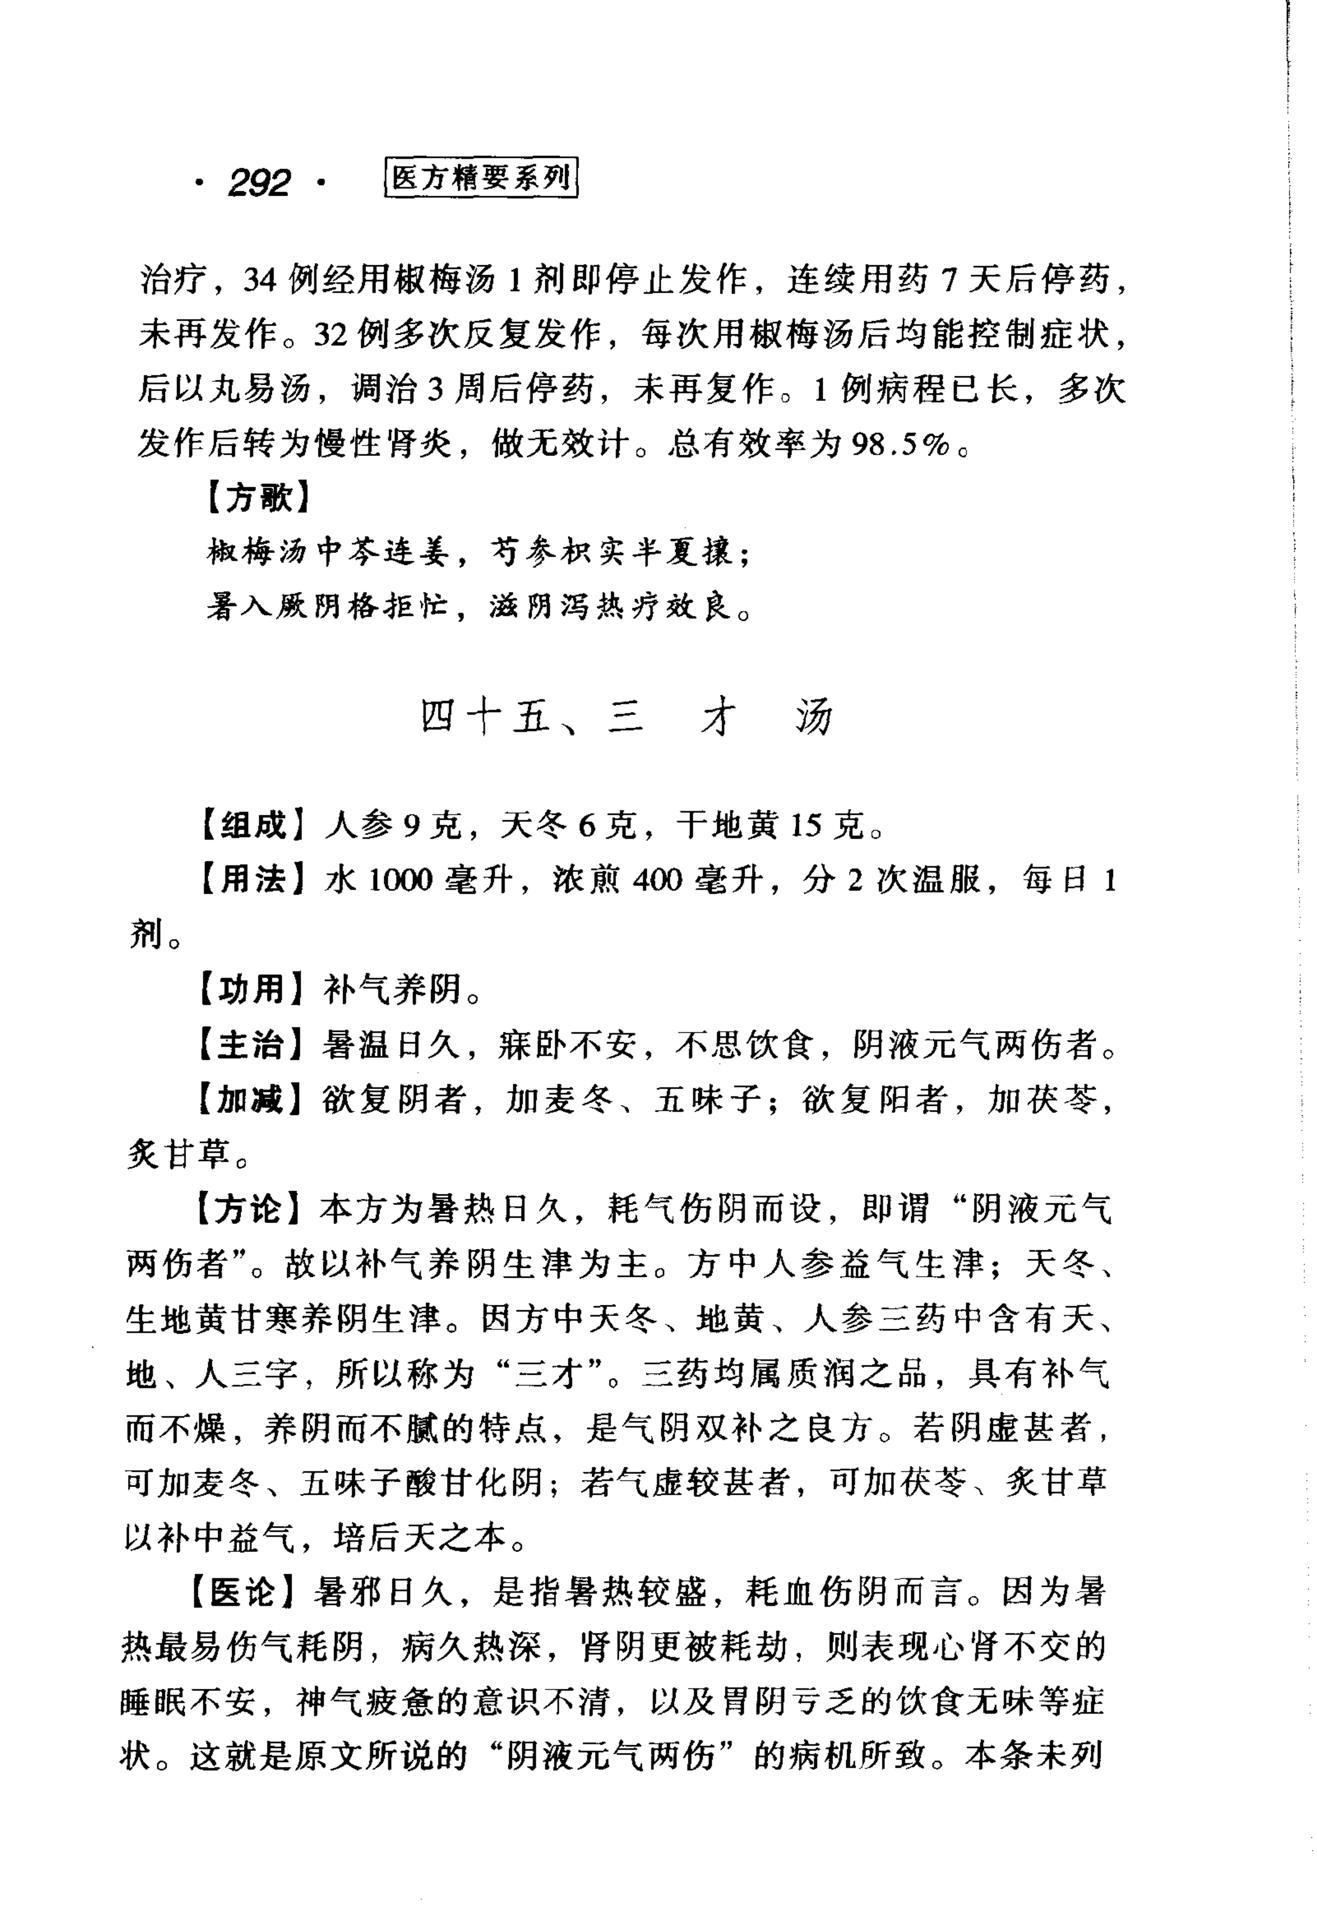 · 292 · 医方精要系列
治疗，34 例经用椒梅汤 1 剂即停止发作，连续用药 7 天后停药，
未再发作。32 例多次反复发作，每次用椒梅汤后均能控制症状，
后以丸易汤，调治 3 周后停药，未再复作。1 例病程已长，多次
发作后转为慢性肾炎，做无效计。总有效率为 98.5%。
【方歌】
椒梅汤中芩连姜，芍参枳实半夏攘；
暑入厥阴格拒忙，滋阴泻热疗效良。
四十五、三 才 汤
【组成】人参 9 克，天冬 6 克，干地黄 15 克。
【用法】水 1000 毫升，浓煎 400 毫升，分 2 次温服，每日 1
剂。
【功用】补气养阴。
【主治】暑温日久，寐卧不安，不思饮食，阴液元气两伤者。
【加减】欲复阴者，加麦冬、五味子；欲复阳者，加茯苓，
炙甘草。
【方论】本方为暑热日久，耗气伤阴而设，即谓“阴液元气
两伤者”。故以补气养阴生津为主。方中人参益气生津；天冬、
生地黄甘寒养阴生津。因方中天冬、地黄、人参三药中含有天、
地、人三字，所以称为“三才”。三药均属质润之品，具有补气
而不燥，养阴而不腻的特点，是气阴双补之良方。若阴虚甚者，
可加麦冬、五味子酸甘化阴；若气虚较甚者，可加茯苓、炙甘草
以补中益气，培后天之本。
【医论】暑邪日久，是指暑热较盛，耗血伤阴而言。因为暑
热最易伤气耗阴，病久热深，肾阴更被耗劫，则表现心肾不交的
睡眠不安，神气疲惫的意识不清，以及胃阴亏乏的饮食无味等症
状。这就是原文所说的“阴液元气两伤”的病机所致。本条未列